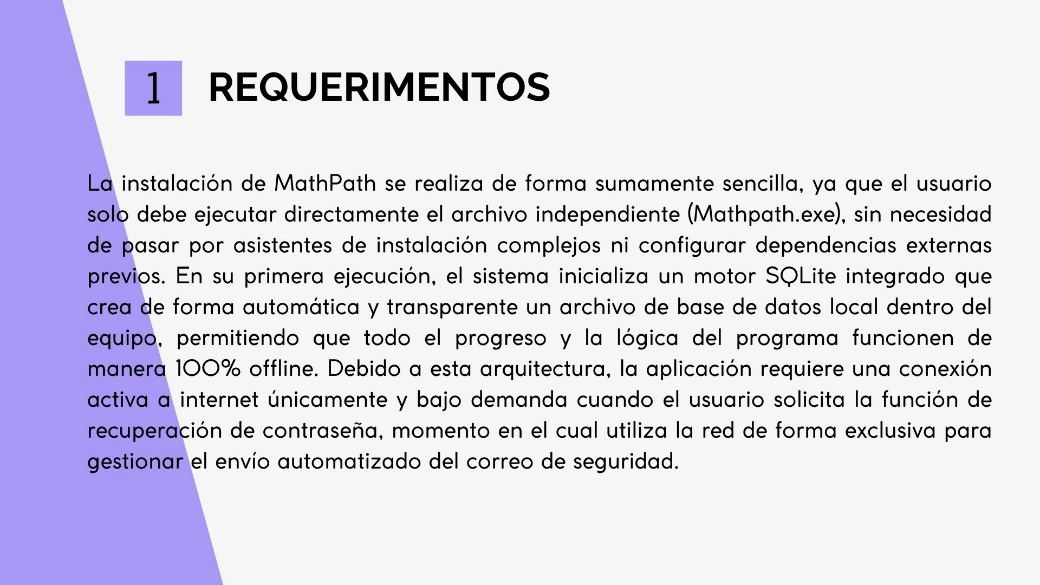 1 REQUERIMENTOS
La instalación de MathPath se realiza de forma sumamente sencilla, ya que el usuario
solo debe ejecutar directamente el archivo independiente (Mathpath.exe), sin necesidad
de pasar por asistentes de instalación complejos ni configurar dependencias externas
previos. En su primera ejecución, el sistema inicializa un motor SQLite integrado que
crea de forma automática y transparente un archivo de base de datos local dentro del
equipo, permitiendo que todo el progreso y la lógica del programa funcionen de
manera 100% offline. Debido a esta arquitectura, la aplicación requiere una conexión
activa a internet únicamente y bajo demanda cuando el usuario solicita la función de
recuperación de contraseña, momento en el cual utiliza la red de forma exclusiva para
gestionar el envío automatizado del correo de seguridad.